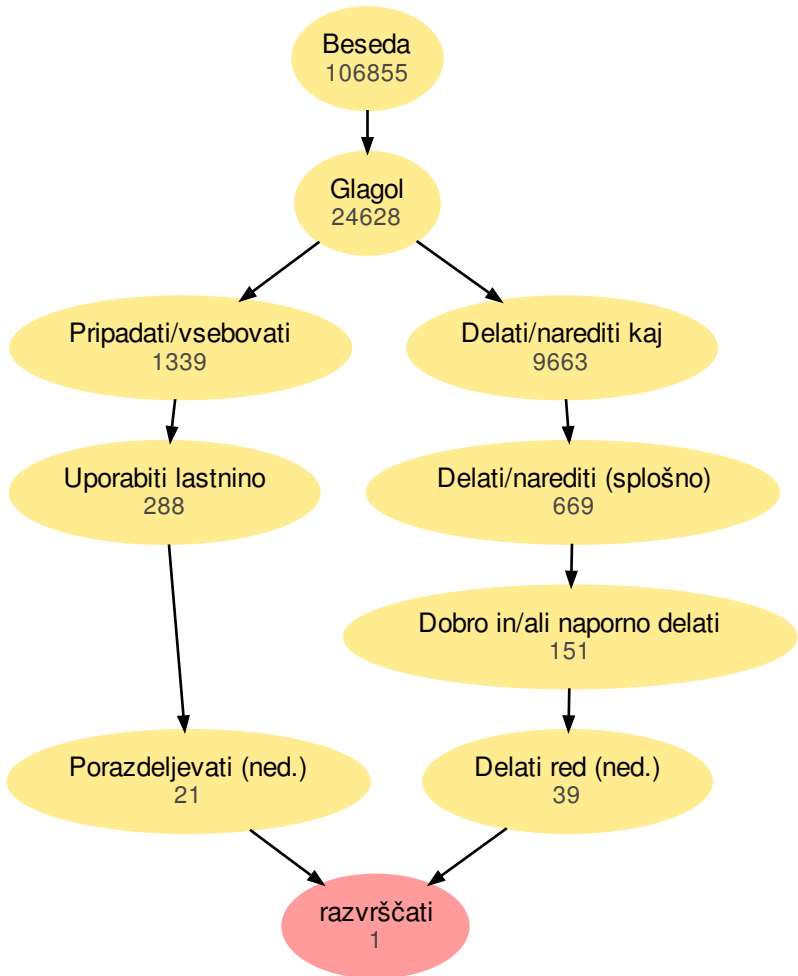 Beseda
106855
Glagol
24628
Pripadati/vsebovati
1339
Delati/narediti kaj
9663
Uporabiti lastnino
288
Delati/narediti (splošno)
669
Dobro in/ali naporno delati
151
Porazdeljevati (ned.)
21
Delati red (ned.)
39
razvrščati
1